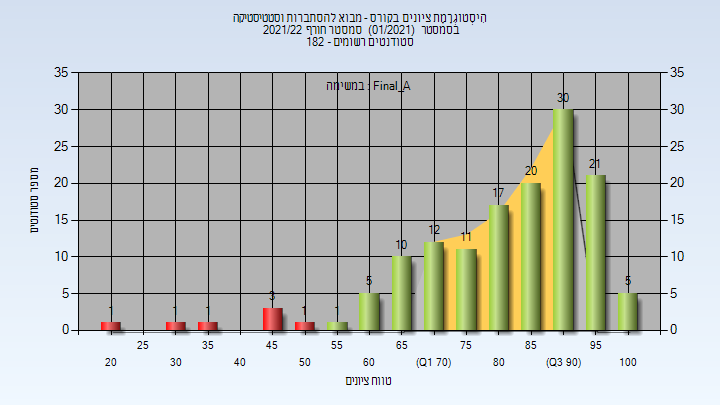 הִיסְטוֹגְרַמַת ציונים בקורס - מבוא להסתברות וסטטיסטיקה
בסמסטר (01/2021) סמסטר חורף 2021/22
סטודנטים רשומים - 182
במשימה : Final_A
35 35
30 30
25 25
20 20
15 15
10 10
5 5
0 0
1 1 1 3 1 1 5 10 12 11 17 20 30 21 5
מספר סטודנטים
20 25 30 35 40 45 50 55 60 65 (Q1 70) 75 80 85 (Q3 90) 95 100
טווח ציונים